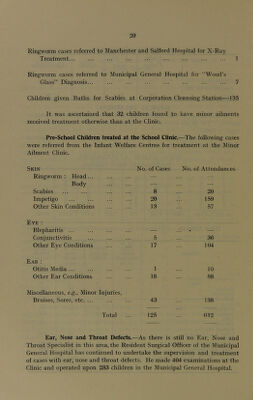 29
Ringworm cases referred to Manchester and Salford Hospital for X-Ray
Treatment... ... ... ... ... ... ... ... ... 1
Ringworm cases referred to Municipal General Hospital for "Wood's
Glass" Diagnosis... ... ... ... ... ... ... ... 7
Children given Baths for Scabies at Corporation Cleansing Station—135
It was ascertained that 32 children found to have minor ailments
received treatment otherwise than at the Clinic.
Pre-School Children treated at the School Clinic.—The following cases
were referred from the Infant Welfare Centres for treatment at the Minor
Ailment Clinic.
Skin No. of Cases No. of Attendances
Ringworm : Head... ... ... — ... —
Body ... ... — ... —
Scabies ... ... ... ... 8 ... 20
Impetigo ... ... ... ... 20 ... 159
Other Skin Conditions ... ... 13 ... 57
Eye :
Blepharitis ... ... ... ... — ... —
Conjunctivitis ... ... ... 5 ... 36
Other Eye Conditions ... ... 17 ... 104
Ear :
Otitis Media ... ... ... ... 1 ... 10
Other Ear Conditions ... ... 18 ... 88
Miscellaneous, e.g., Minor Injuries,
Bruises, Sores, etc. ... ... ... 43 ... 138
Total ... 125 ... 612
Ear, Nose and Throat Defects.—As there is still no Ear, Nose and
Throat Specialist in this area, the Resident Surgical Officer of the Municipal
General Hospital has continued to undertake the supervision and treatment
of cases with ear, nose and throat defects. He made 404 examinations at the
Clinic and operated upon 283 children in the Municipal General Hospital.